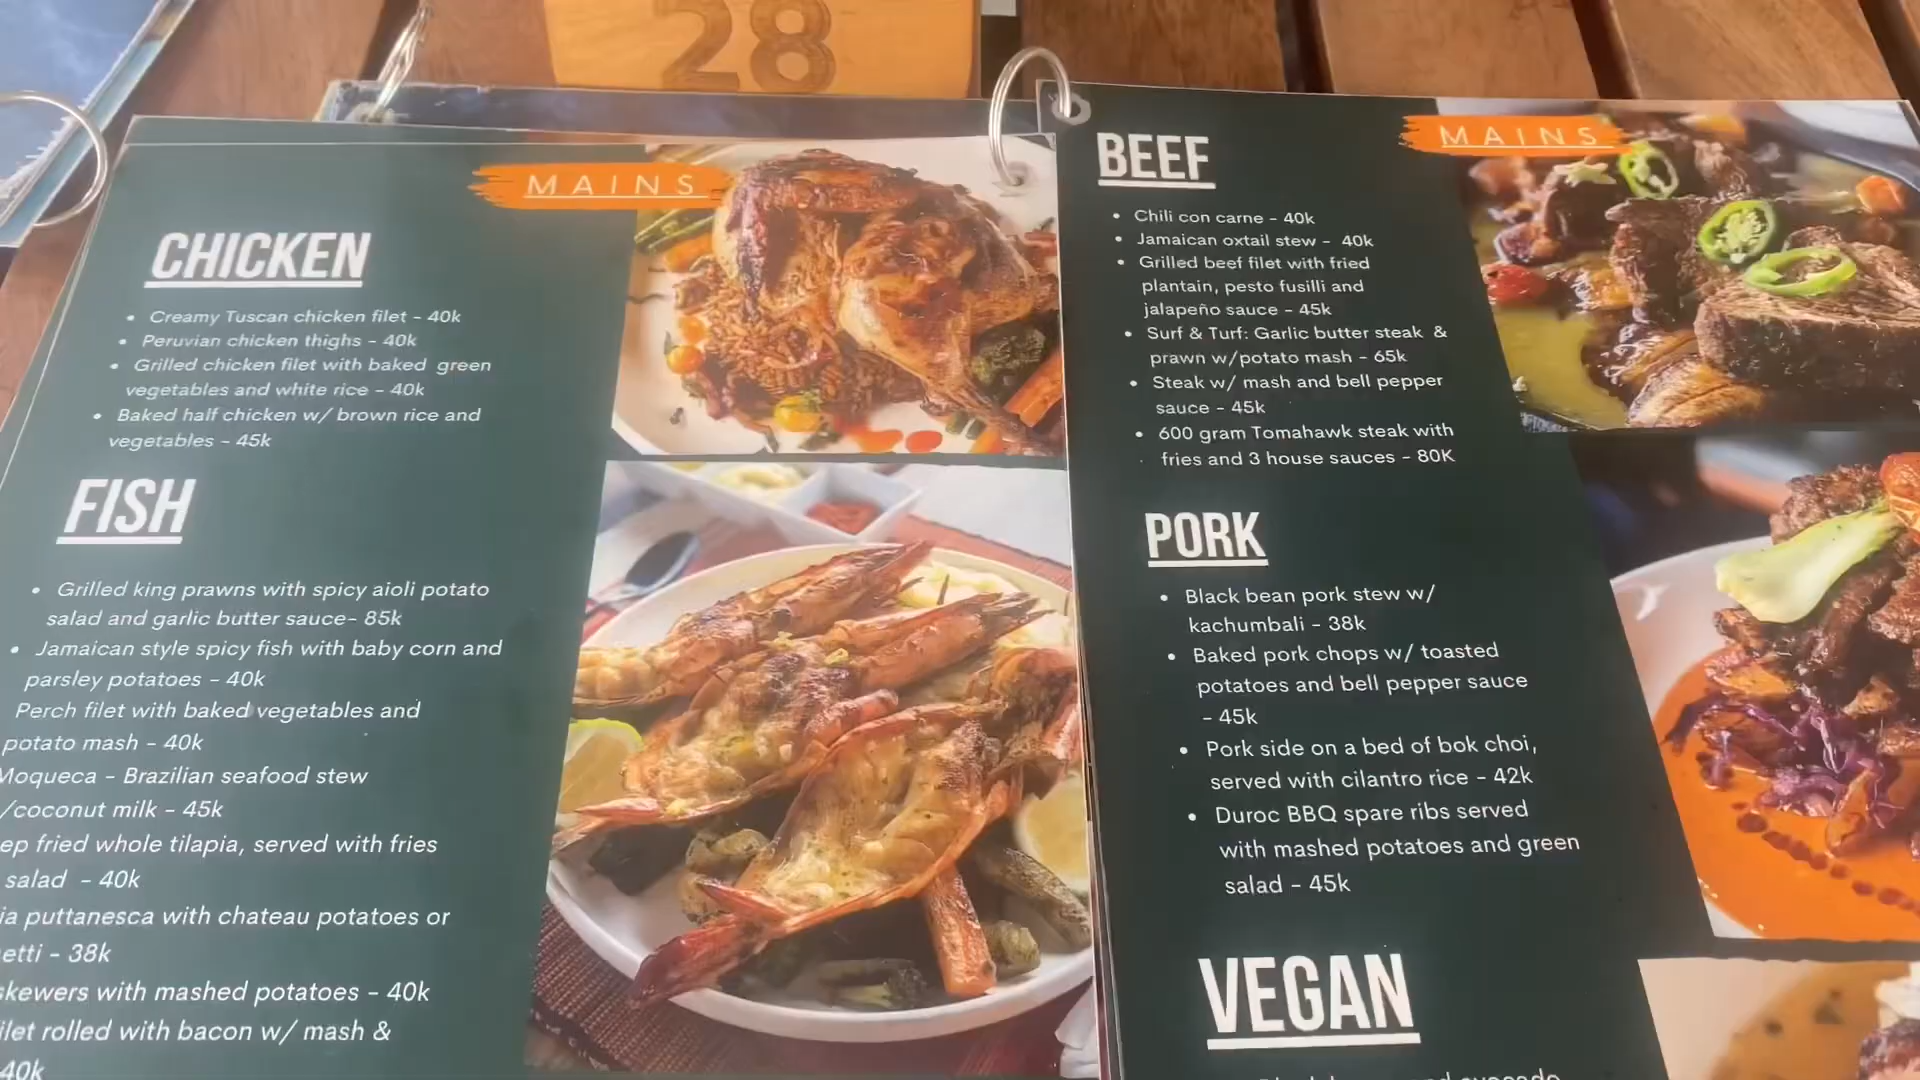 28
MAINS
CHICKEN
Creamy Tuscan chicken filet - 40k
Peruvian chicken thighs - 40k
Grilled chicken filet with baked green
vegetables and white rice - 40k
Baked half chicken w/ brown rice and
vegetables - 45k
FISH
Grilled king prawns with spicy aioli potato
salad and garlic butter sauce- 85k
Jamaican style spicy fish with baby corn and
parsley potatoes - 40k
Perch filet with baked vegetables and
potato mash - 40k
Moqueca - Brazilian seafood stew
/coconut milk - 45k
fried whole tilapia, served with fries
salad - 40k
puttanesca with chateau potatoes or
- 38k
skewers with mashed potatoes - 40k
rolled with bacon w/ mash &
40k
MAINS
BEEF
Chili con carne - 40k
Jamaican oxtail stew - 40k
Grilled beef filet with fried
plantain, pesto fusilli and
jalapeño sauce - 45k
Surf & Turf: Garlic butter steak &
prawn w/potato mash - 65k
Steak w/ mash and bell pepper
sauce - 45k
600 gram Tomahawk steak with
fries and 3 house sauces - 80K
PORK
Black bean pork stew w/
kachumbali - 38k
Baked pork chops w/ toasted
potatoes and bell pepper sauce
- 45k
Pork side on a bed of bok choi,
served with cilantro rice - 42k
Duroc BBQ spare ribs served
with mashed potatoes and green
salad - 45k
VEGAN